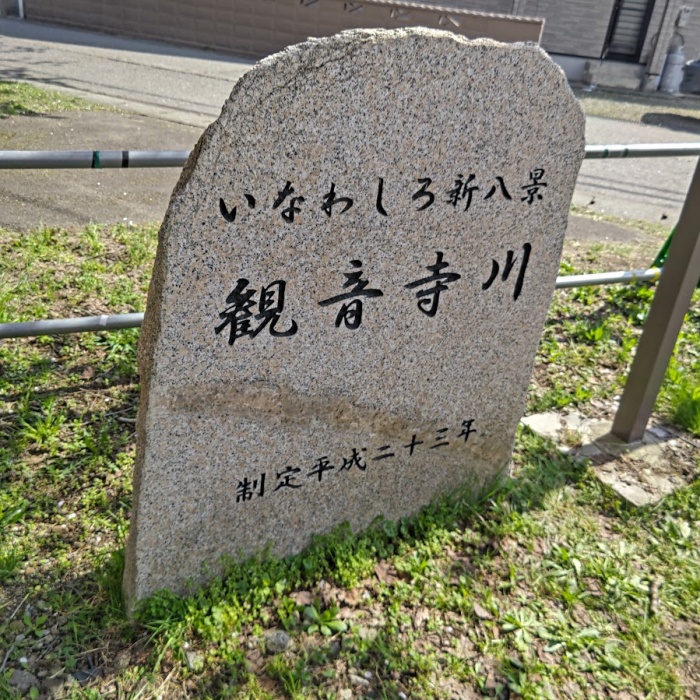 いなわしろ新八景
観音寺川
制定平成二十三年